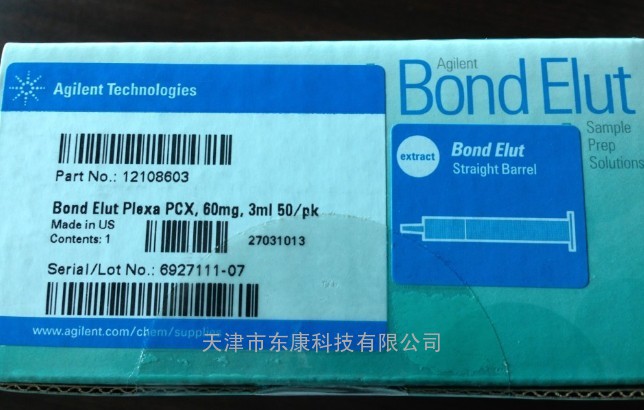 Agilent Technologies
Part No.: 12108603
Bond Elut Plexa PCX, 60mg, 3ml 50/pk
Made in US
Contents: 1
27031013
Serial/Lot No.: 6927111-07
www.agilent.com/chem/supplies
Agilent
Bond Elut
Sample
Prep
Solutions
extract
Bond Elut
Straight Barrel
天津市东康科技有限公司